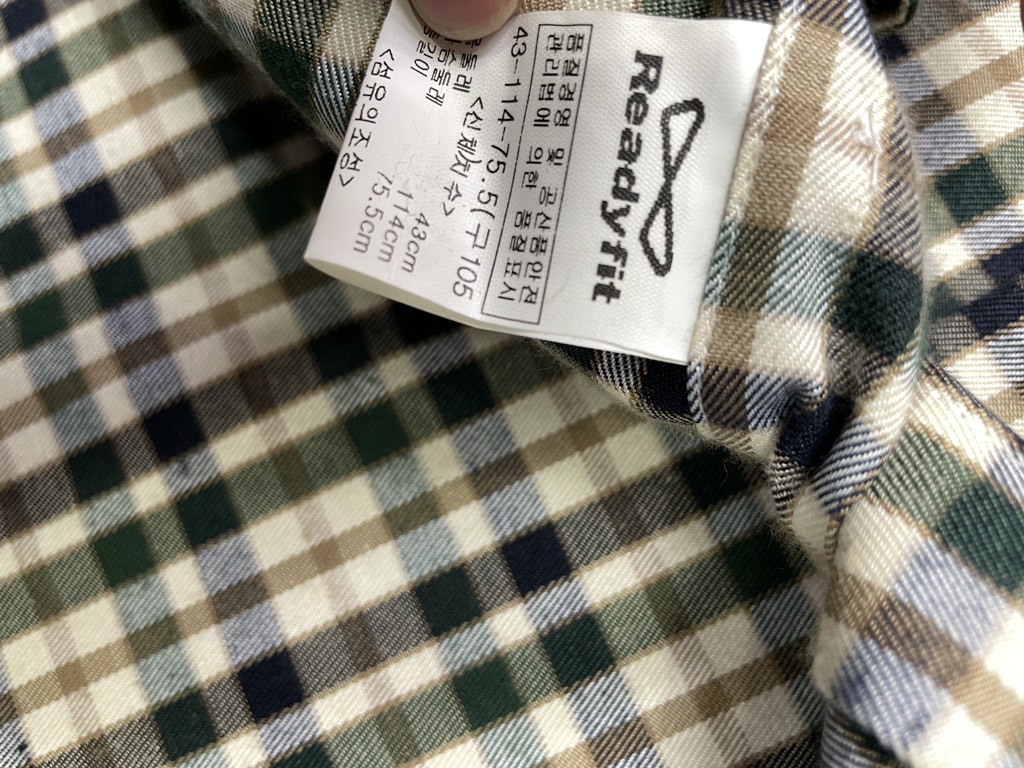 Readyfit
품질경영 및 공산품안전
관리법에 의한 품질표시
43-114-75.5(구105
<신체치수>
목둘레 43cm
가슴둘레 114cm
팔길이 75.5cm
<섬유의조성>